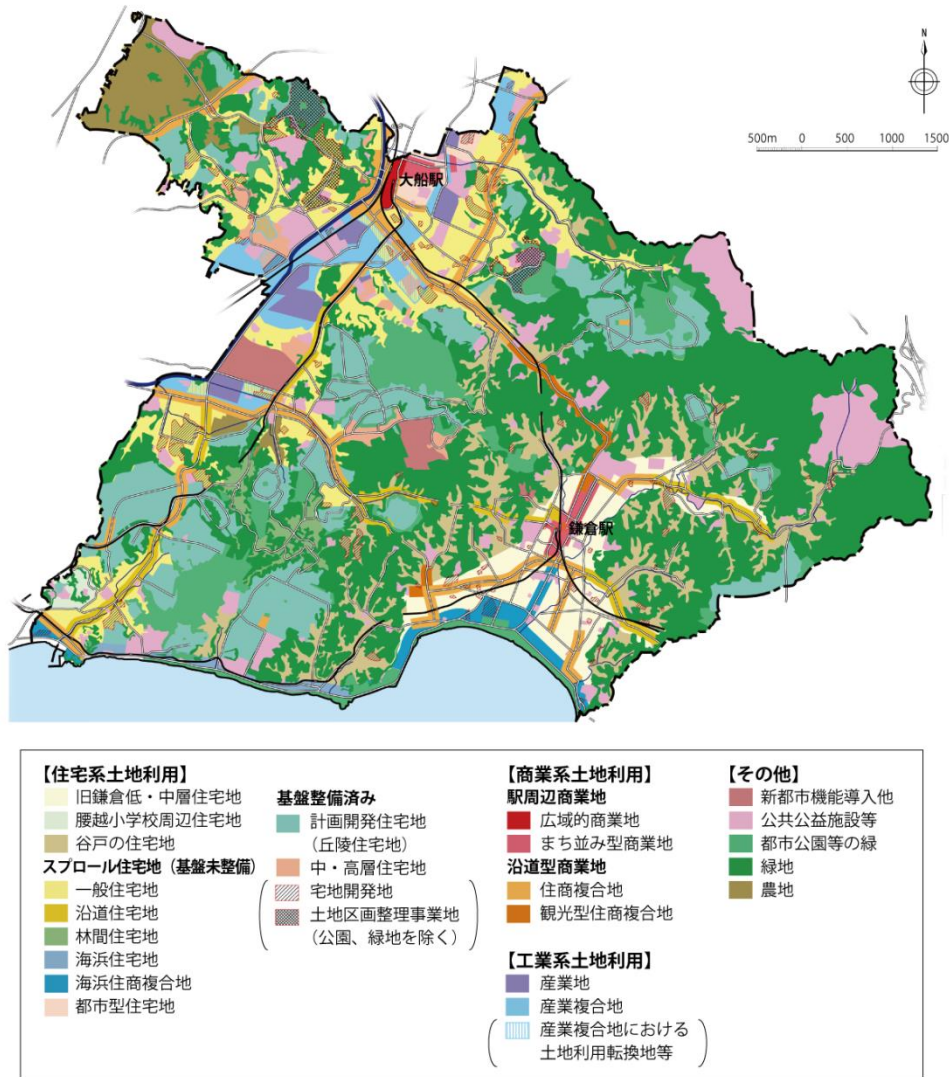 N
500m 0 500 1000 1500
大船駅
鎌倉駅
【住宅系土地利用】
旧鎌倉低・中層住宅地
腰越小学校周辺住宅地
谷戸の住宅地
スプロール住宅地（基盤未整備）
一般住宅地
沿道住宅地
林間住宅地
海浜住宅地
海浜住商複合地
都市型住宅地
基盤整備済み
計画開発住宅地
（丘陵住宅地）
中・高層住宅地
宅地開発地
土地区画整理事業地
（公園、緑地を除く）
【商業系土地利用】
駅周辺商業地
広域的商業地
まち並み型商業地
沿道型商業地
住商複合地
観光型住商複合地
【工業系土地利用】
産業地
産業複合地
産業複合地における
土地利用転換地等
【その他】
新都市機能導入他
公共公益施設等
都市公園等の緑
緑地
農地